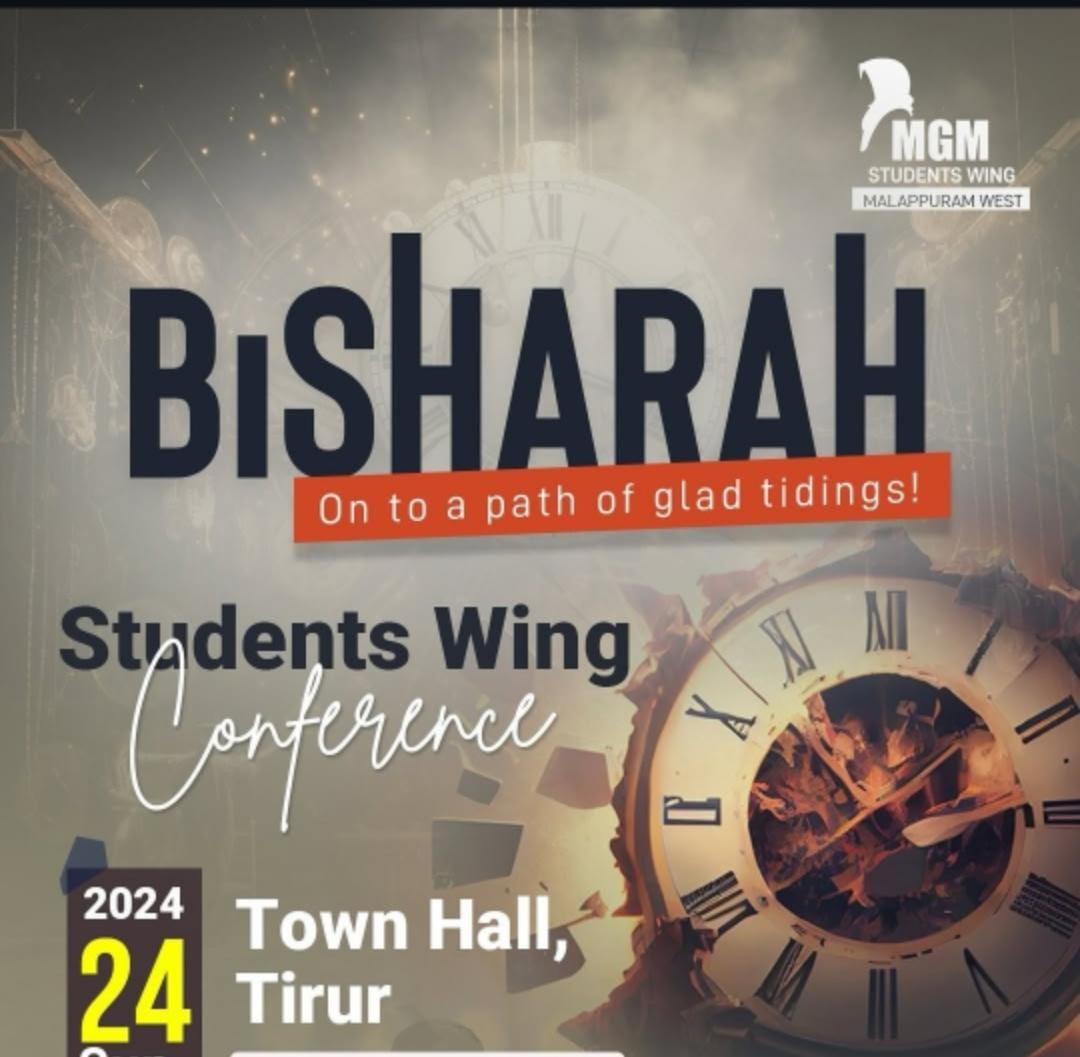 MGM
STUDENTS WING
MALAPPURAM WEST
BiSHARAH
On to a path of glad tidings!
Students Wing
Conference
2024
24
Town Hall,
Tirur